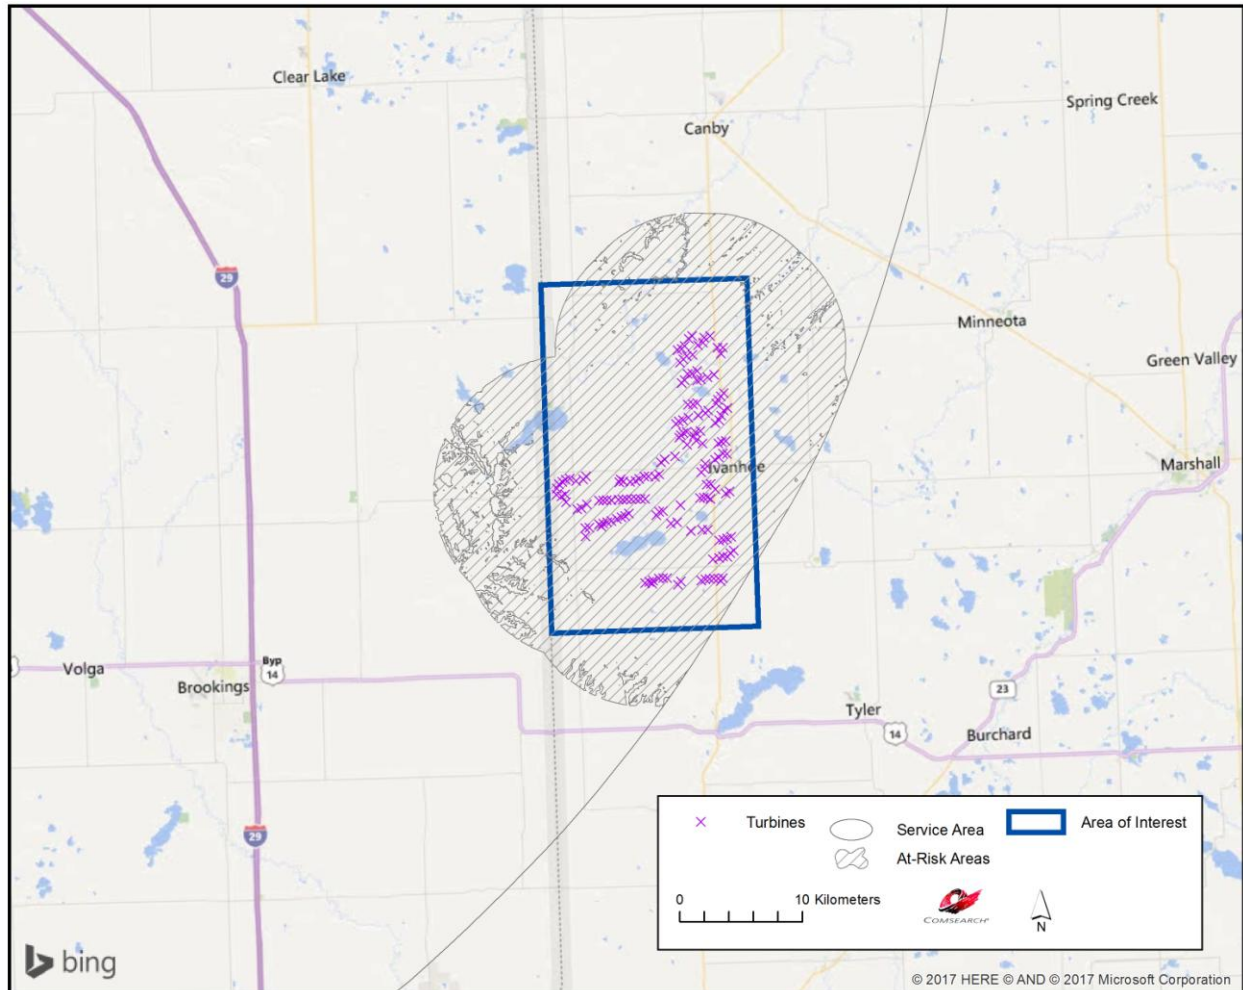 Clear Lake
Spring Creek
Canby
29
Minneota
Green Valley
Ivanhoe
Marshall
Volga
Byp
14
Brookings
23
Tyler
14
Burchard
29
Turbines
Service Area
Area of Interest
At-Risk Areas
0
10 Kilometers
COMSEARCH
N
bing
© 2017 HERE © AND © 2017 Microsoft Corporation